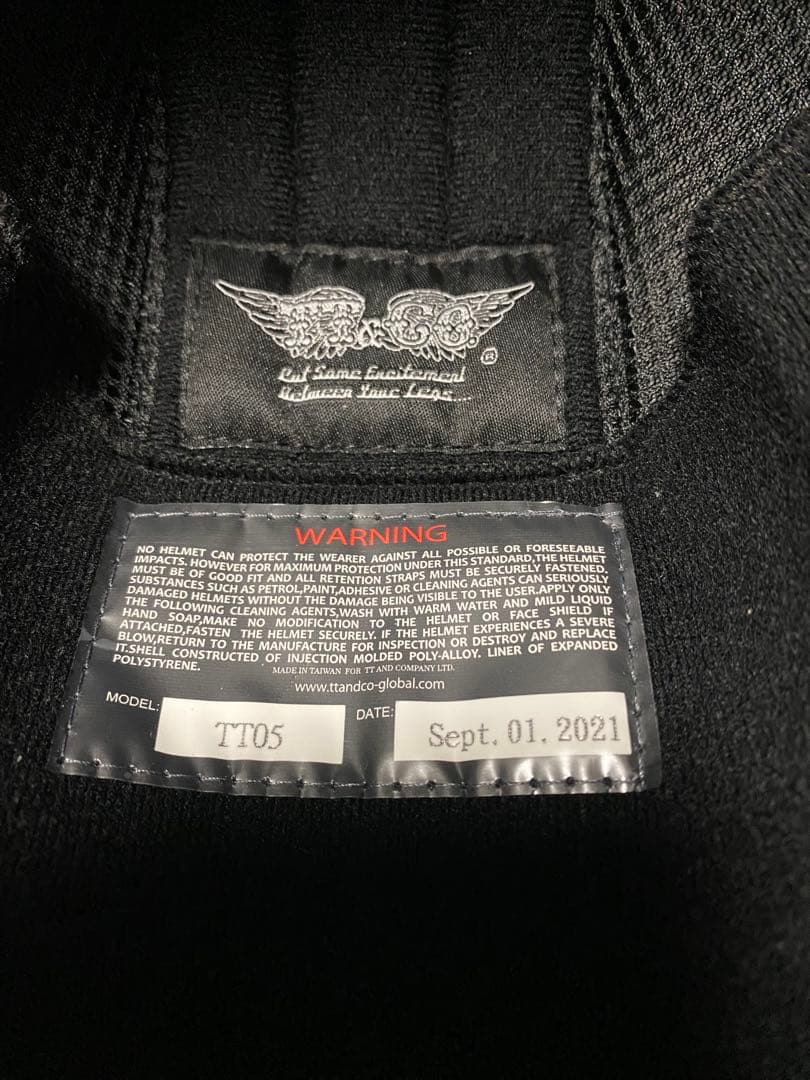 TT&CO.®
Put Some Excitement
Between Your Legs...
WARNING
NO HELMET CAN PROTECT THE WEARER AGAINST ALL POSSIBLE OR FORESEEABLE
IMPACTS. HOWEVER FOR MAXIMUM PROTECTION UNDER THIS STANDARD,THE HELMET
MUST BE OF GOOD FIT AND ALL RETENTION STRAPS MUST BE SECURELY FASTENED.
SUBSTANCES SUCH AS PETROL,PAINT,ADHESIVE OR CLEANING AGENTS CAN SERIOUSLY
DAMAGED HELMETS WITHOUT THE DAMAGE BEING VISIBLE TO THE USER.APPLY ONLY
THE FOLLOWING CLEANING AGENTS,WASH WITH WARM WATER AND MILD LIQUID
HAND SOAP,MAKE NO MODIFICATION TO THE HELMET OR FACE SHIELD IF
ATTACHED,FASTEN THE HELMET SECURELY. IF THE HELMET EXPERIENCES A SEVERE
BLOW,RETURN TO THE MANUFACTURE FOR INSPECTION OR DESTROY AND REPLACE
IT.SHELL CONSTRUCTED OF INJECTION MOLDED POLY-ALLOY. LINER OF EXPANDED
POLYSTYRENE.
MADE IN TAIWAN FOR TT AND COMPANY LTD.
www.ttandco-global.com
MODEL: TT05 DATE: Sept. 01. 2021